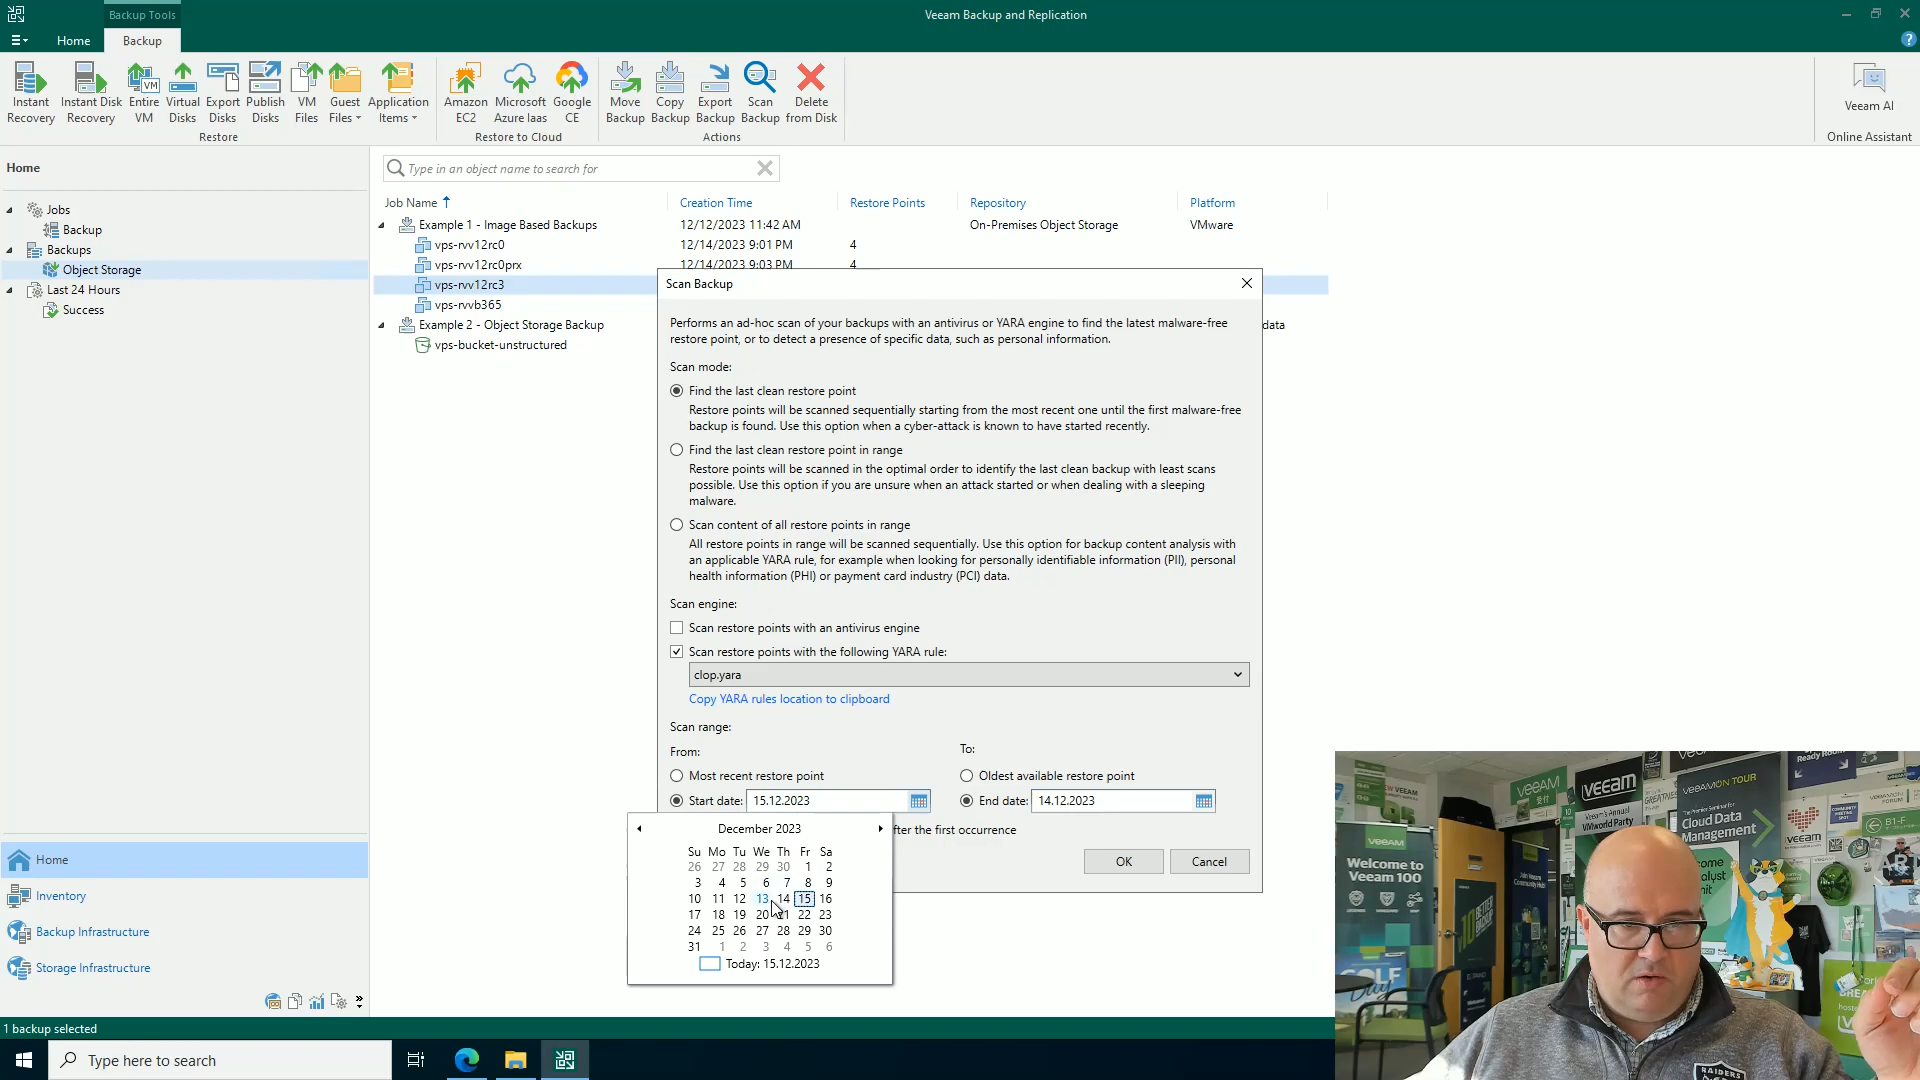 Backup Tools
Veeam Backup and Replication
Home
Backup
Instant Recovery
Instant Disk Recovery
Entire VM
Virtual Disks
Export Disks
Publish Disks
VM Files
Guest Files
Application Items
Restore
Amazon EC2
Microsoft Azure Iaas
Google CE
Restore to Cloud
Move Backup
Copy Backup
Export Backup
Scan Backup
Delete from Disk
Actions
Veeam AI
Online Assistant
Home
Jobs
Backup
Backups
Object Storage
Last 24 Hours
Success
Type in an object name to search for
Job Name Creation Time Restore Points Repository Platform
Example 1 - Image Based Backups 12/12/2023 11:42 AM On-Premises Object Storage VMware
vps-rvv12rc0 12/14/2023 9:01 PM 4
vps-rvv12rc0prx 12/14/2023 9:03 PM 4
vps-rvv12rc3
vps-rvvb365
Example 2 - Object Storage Backup data
vps-bucket-unstructured
Scan Backup
Performs an ad-hoc scan of your backups with an antivirus or YARA engine to find the latest malware-free
restore point, or to detect a presence of specific data, such as personal information.
Scan mode:
Find the last clean restore point
Restore points will be scanned sequentially starting from the most recent one until the first malware-free
backup is found. Use this option when a cyber-attack is known to have started recently.
Find the last clean restore point in range
Restore points will be scanned in the optimal order to identify the last clean backup with least scans
possible. Use this option if you are unsure when an attack started or when dealing with a sleeping
malware.
Scan content of all restore points in range
All restore points in range will be scanned sequentially. Use this option for backup content analysis with
an applicable YARA rule, for example when looking for personally identifiable information (PII), personal
health information (PHI) or payment card industry (PCI) data.
Scan engine:
Scan restore points with an antivirus engine
Scan restore points with the following YARA rule:
clop.yara
Copy YARA rules location to clipboard
Scan range:
From:
To:
Most recent restore point
Oldest available restore point
Start date: 15.12.2023
End date: 14.12.2023
after the first occurrence
OK
Cancel
December 2023
Su Mo Tu We Th Fr Sa
26 27 28 29 30 1 2
3 4 5 6 7 8 9
10 11 12 13 14 15 16
17 18 19 20 21 22 23
24 25 26 27 28 29 30
31 1 2 3 4 5 6
Today: 15.12.2023
Home
Inventory
Backup Infrastructure
Storage Infrastructure
1 backup selected
Type here to search
veeam
VEEAMON TOUR
The Premier Seminar for
Cloud Data
Management
Veeam's Annual
VMworld Party
B1-F
veeam
Welcome to
Veeam 100
GOLF
Day
RAIDERS